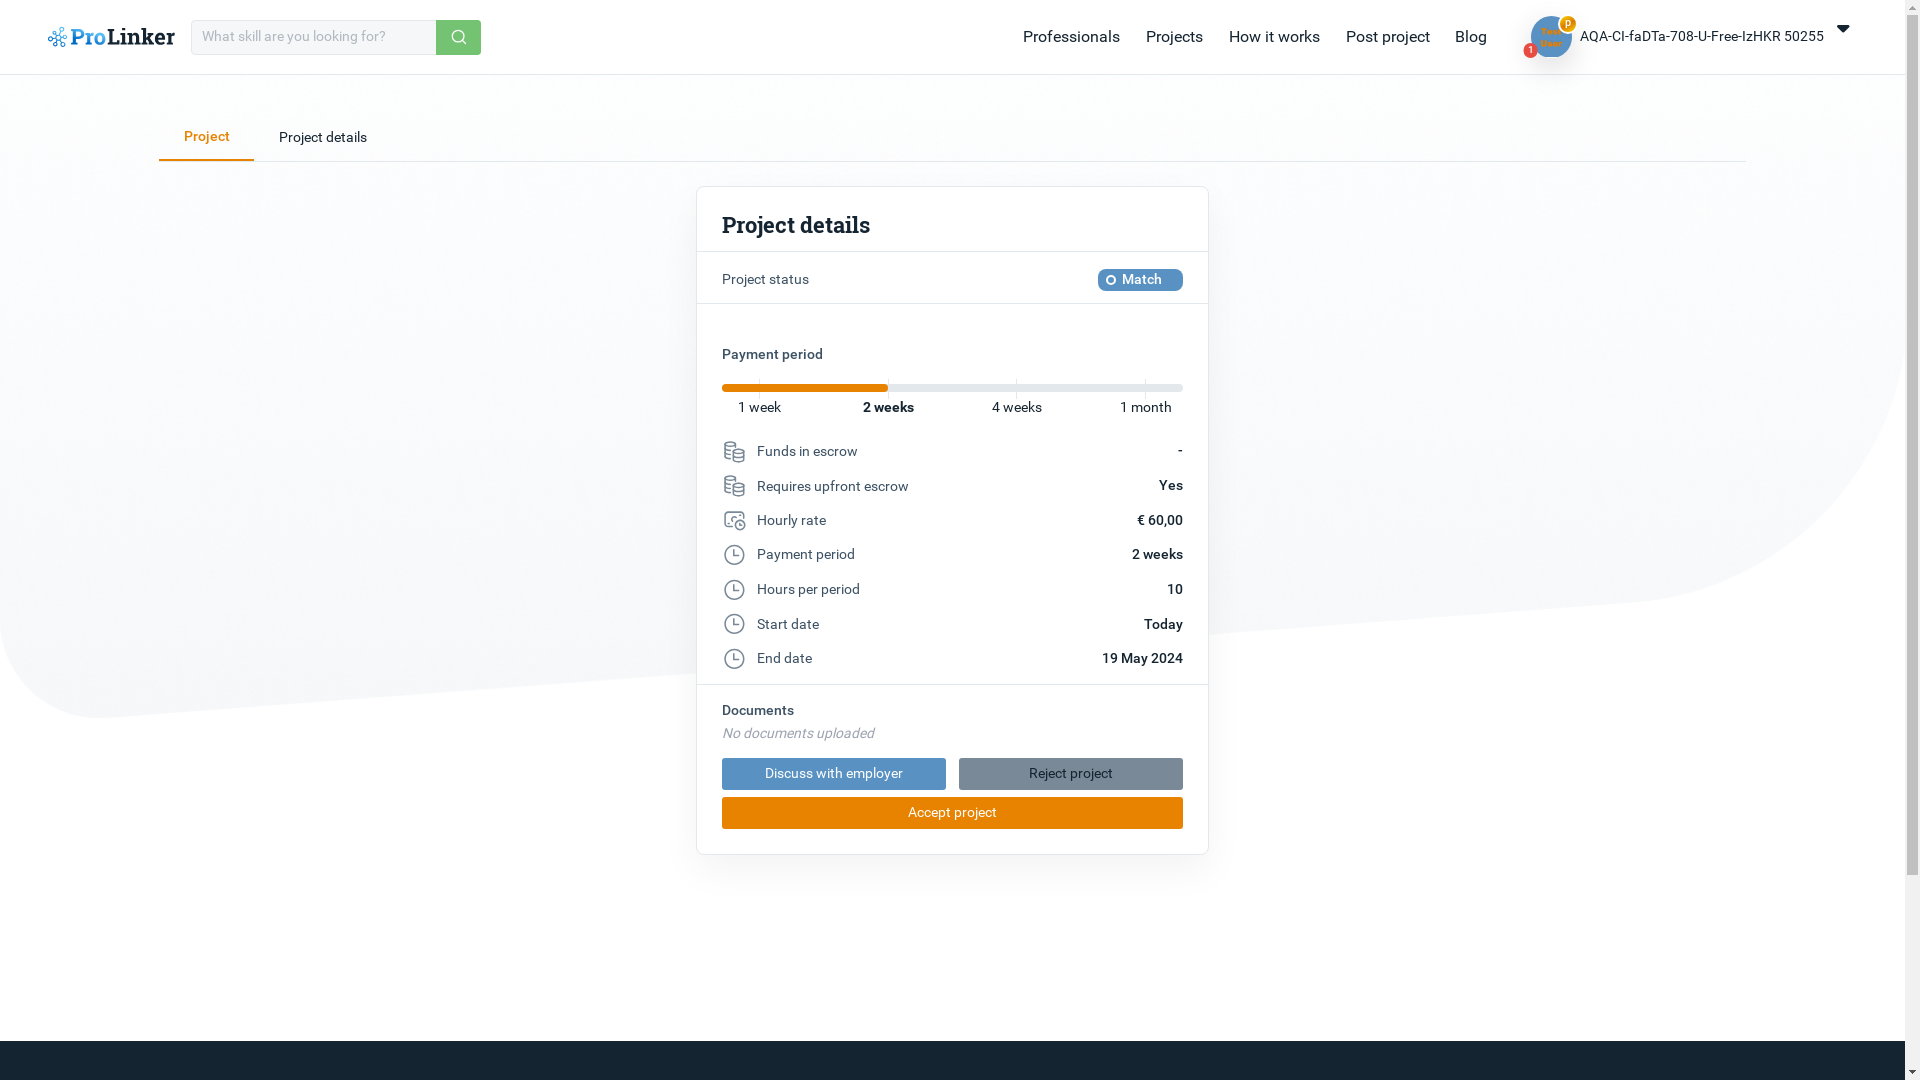 ProLinker
What skill are you looking for?
Professionals
Projects
How it works
Post project
Blog
p
1
AQA-CI-faDTa-708-U-Free-IzHKR 50255
Project
Project details
Project details
Project status
Match
Payment period
1 week
2 weeks
4 weeks
1 month
Funds in escrow
-
Requires upfront escrow
Yes
Hourly rate
€ 60,00
Payment period
2 weeks
Hours per period
10
Start date
Today
End date
19 May 2024
Documents
No documents uploaded
Discuss with employer
Reject project
Accept project